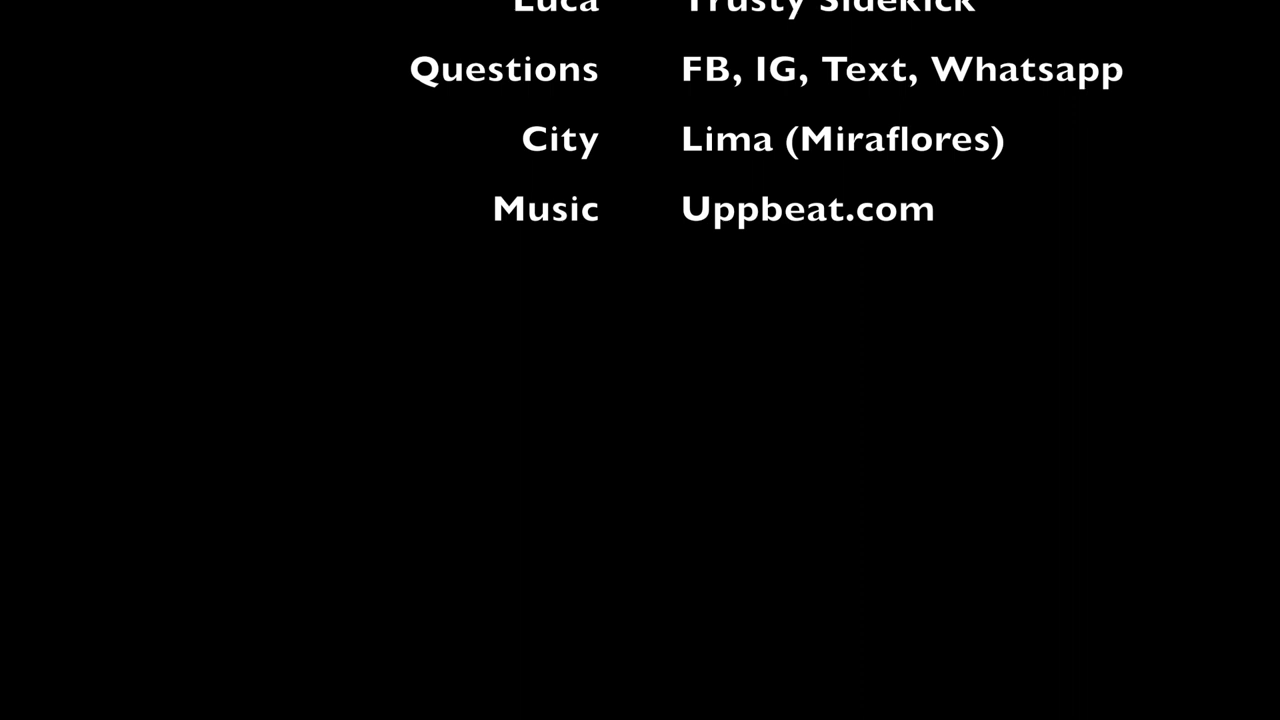 Luca Trusty Sidekick
Questions FB, IG, Text, Whatsapp
City Lima (Miraflores)
Music Uppbeat.com